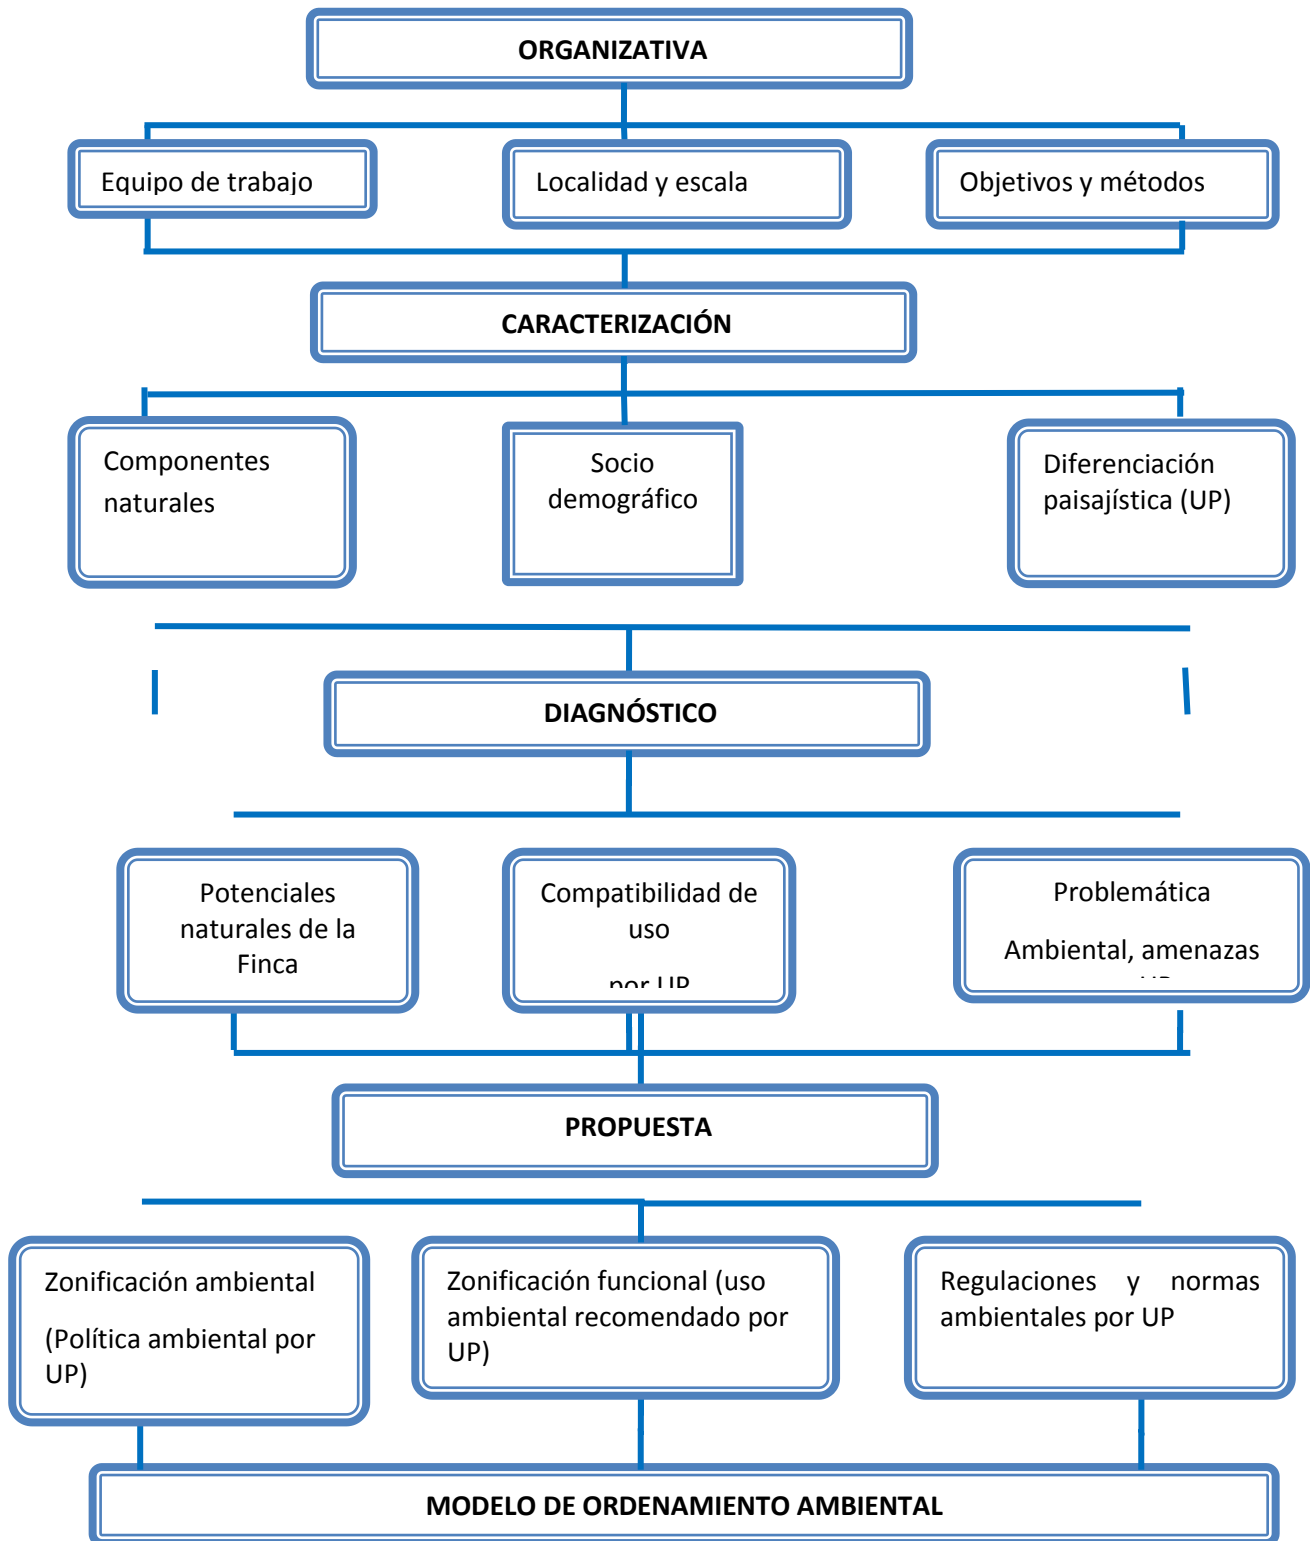 ORGANIZATIVA
Equipo de trabajo
Localidad y escala
Objetivos y métodos
CARACTERIZACIÓN
Componentes
naturales
Socio
demográfico
Diferenciación
paisajística (UP)
DIAGNÓSTICO
Potenciales
naturales de la
Finca
Compatibilidad de
uso
por UP
Problemática
Ambiental, amenazas
PROPUESTA
Zonificación ambiental
(Política ambiental por
UP)
Zonificación funcional (uso
ambiental recomendado por
UP)
Regulaciones y normas
ambientales por UP
MODELO DE ORDENAMIENTO AMBIENTAL